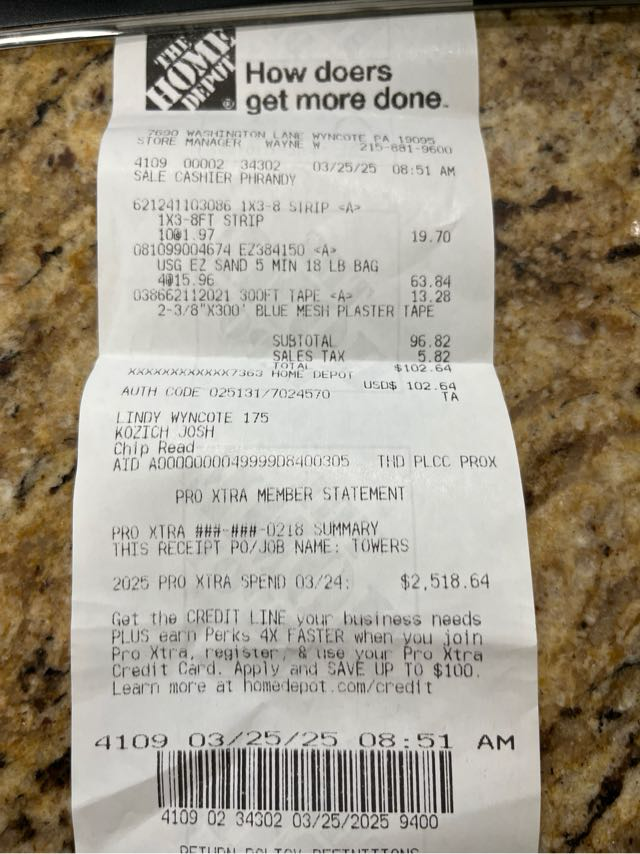 THE HOME DEPOT ®
How doers
get more done.
7690 WASHINGTON LANE WYNCOTE PA 19095
STORE MANAGER WAYNE W 215-881-9600
4109 00002 34302 03/25/25 08:51 AM
SALE CASHIER PHRANDY
621241103086 1X3-8 STRIP <A>
1X3-8FT STRIP
10@1.97 19.70
081099004674 EZ384150 <A>
USG EZ SAND 5 MIN 18 LB BAG
4@15.96 63.84
038662112021 300FT TAPE <A> 13.28
2-3/8"X300' BLUE MESH PLASTER TAPE
SUBTOTAL 96.82
SALES TAX 5.82
TOTAL $102.64
XXXXXXXXXXXX7363 HOME DEPOT
USD$ 102.64
AUTH CODE 025131/7024570 TA
LINDY WYNCOTE 175
KOZICH JOSH
Chip Read
AID A0000000049999D8400305 THD PLCC PROX
PRO XTRA MEMBER STATEMENT
PRO XTRA ###-###-0218 SUMMARY
THIS RECEIPT PO/JOB NAME: TOWERS
2025 PRO XTRA SPEND 03/24: $2,518.64
Get the CREDIT LINE your business needs
PLUS earn Perks 4X FASTER when you join
Pro Xtra, register, & use your Pro Xtra
Credit Card. Apply and SAVE UP TO $100.
Learn more at homedepot.com/credit
4109 03/25/25 08:51 AM
4109 02 34302 03/25/2025 9400
RETURN POLICY DEFINITIONS